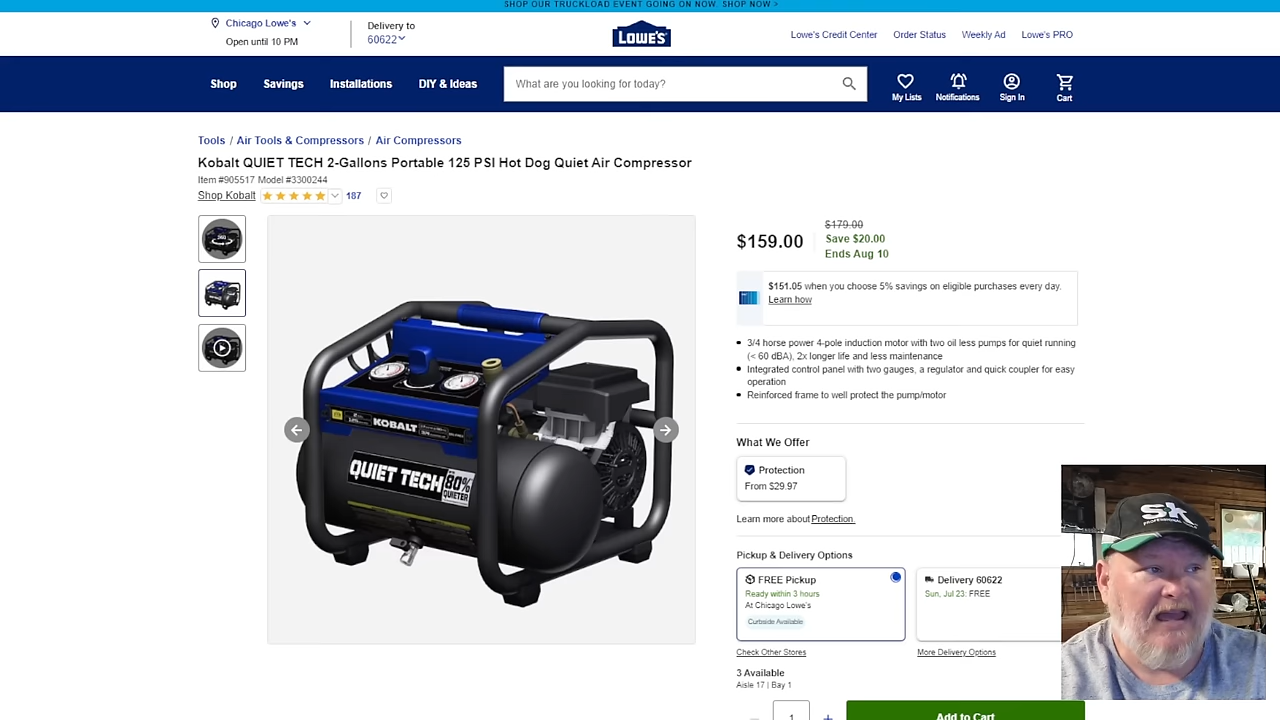 SHOP OUR TRUCKLOAD EVENT GOING ON NOW. SHOP NOW >
Chicago Lowe's
Open until 10 PM
Delivery to
60622
LOWE'S
Lowe's Credit Center
Order Status
Weekly Ad
Lowe's PRO
Shop
Savings
Installations
DIY & Ideas
What are you looking for today?
My Lists
Notifications
Sign In
Cart
Tools / Air Tools & Compressors / Air Compressors
Kobalt QUIET TECH 2-Gallons Portable 125 PSI Hot Dog Quiet Air Compressor
Item #905517 Model #3300244
Shop Kobalt
187
$159.00
$179.00
Save $20.00
Ends Aug 10
$151.05 when you choose 5% savings on eligible purchases every day.
Learn how
3/4 horse power 4-pole induction motor with two oil less pumps for quiet running
(< 60 dBA), 2x longer life and less maintenance
Integrated control panel with two gauges, a regulator and quick coupler for easy
operation
Reinforced frame to well protect the pump/motor
KOBALT
QUIET TECH
80%
QUIETER
What We Offer
Protection
From $29.97
Learn more about Protection
Pickup & Delivery Options
FREE Pickup
Ready within 3 hours
At Chicago Lowe's
Curbside Available
Delivery 60622
Sun, Jul 23: FREE
Check Other Stores
More Delivery Options
3 Available
Aisle 17 | Bay 1
1
Add to Cart
sk
PROFESSIONAL